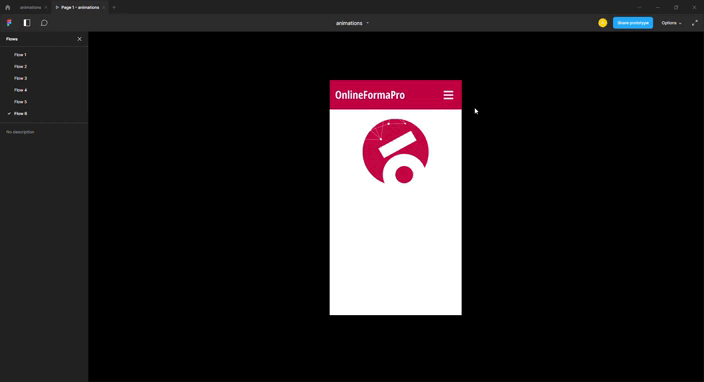 animations
Page 1 - animations
animations
Share prototype
Options
Flows
Flow 1
Flow 2
Flow 3
Flow 4
Flow 5
Flow 6
No description
OnlineFormaPro